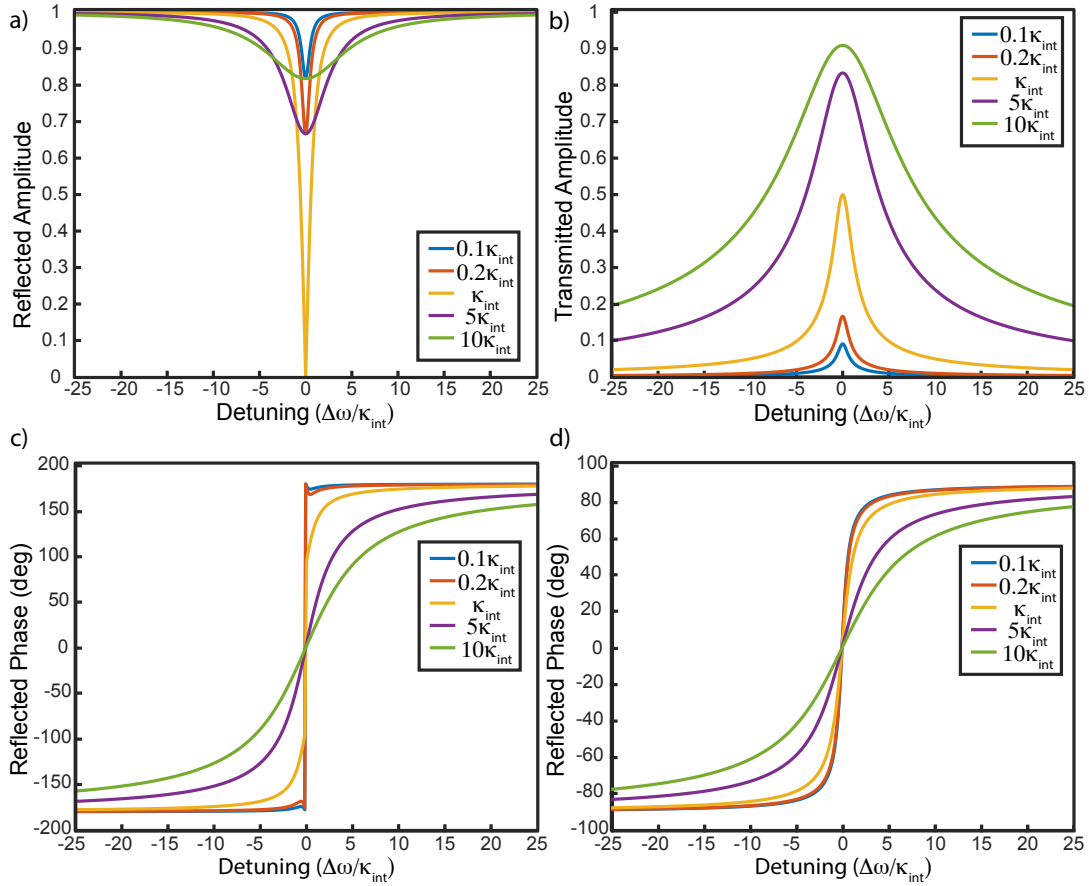 a)
Reflected Amplitude
1
0.9
0.8
0.7
0.6
0.5
0.4
0.3
0.2
0.1
0
-25 -20 -15 -10 -5 0 5 10 15 20 25
Detuning (Δω/κint)
0.1κint
0.2κint
κint
5κint
10κint
b)
Transmitted Amplitude
1
0.9
0.8
0.7
0.6
0.5
0.4
0.3
0.2
0.1
0
-25 -20 -15 -10 -5 0 5 10 15 20 25
Detuning (Δω/κint)
0.1κint
0.2κint
κint
5κint
10κint
c)
Reflected Phase (deg)
200
150
100
50
0
-50
-100
-150
-200
-25 -20 -15 -10 -5 0 5 10 15 20 25
Detuning (Δω/κint)
0.1κint
0.2κint
κint
5κint
10κint
d)
Reflected Phase (deg)
100
80
60
40
20
0
-20
-40
-60
-80
-100
-25 -20 -15 -10 -5 0 5 10 15 20 25
Detuning (Δω/κint)
0.1κint
0.2κint
κint
5κint
10κint